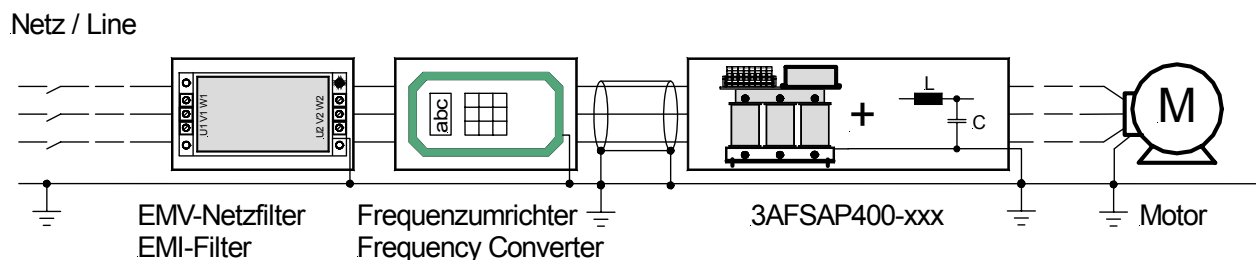 Netz / Line
U1 V1 W1
U2 V2 W2
abc
L
+
C
M
EMV-Netzfilter
EMI-Filter
Frequenzumrichter
Frequency Converter
3AFSAP400-xxx
Motor